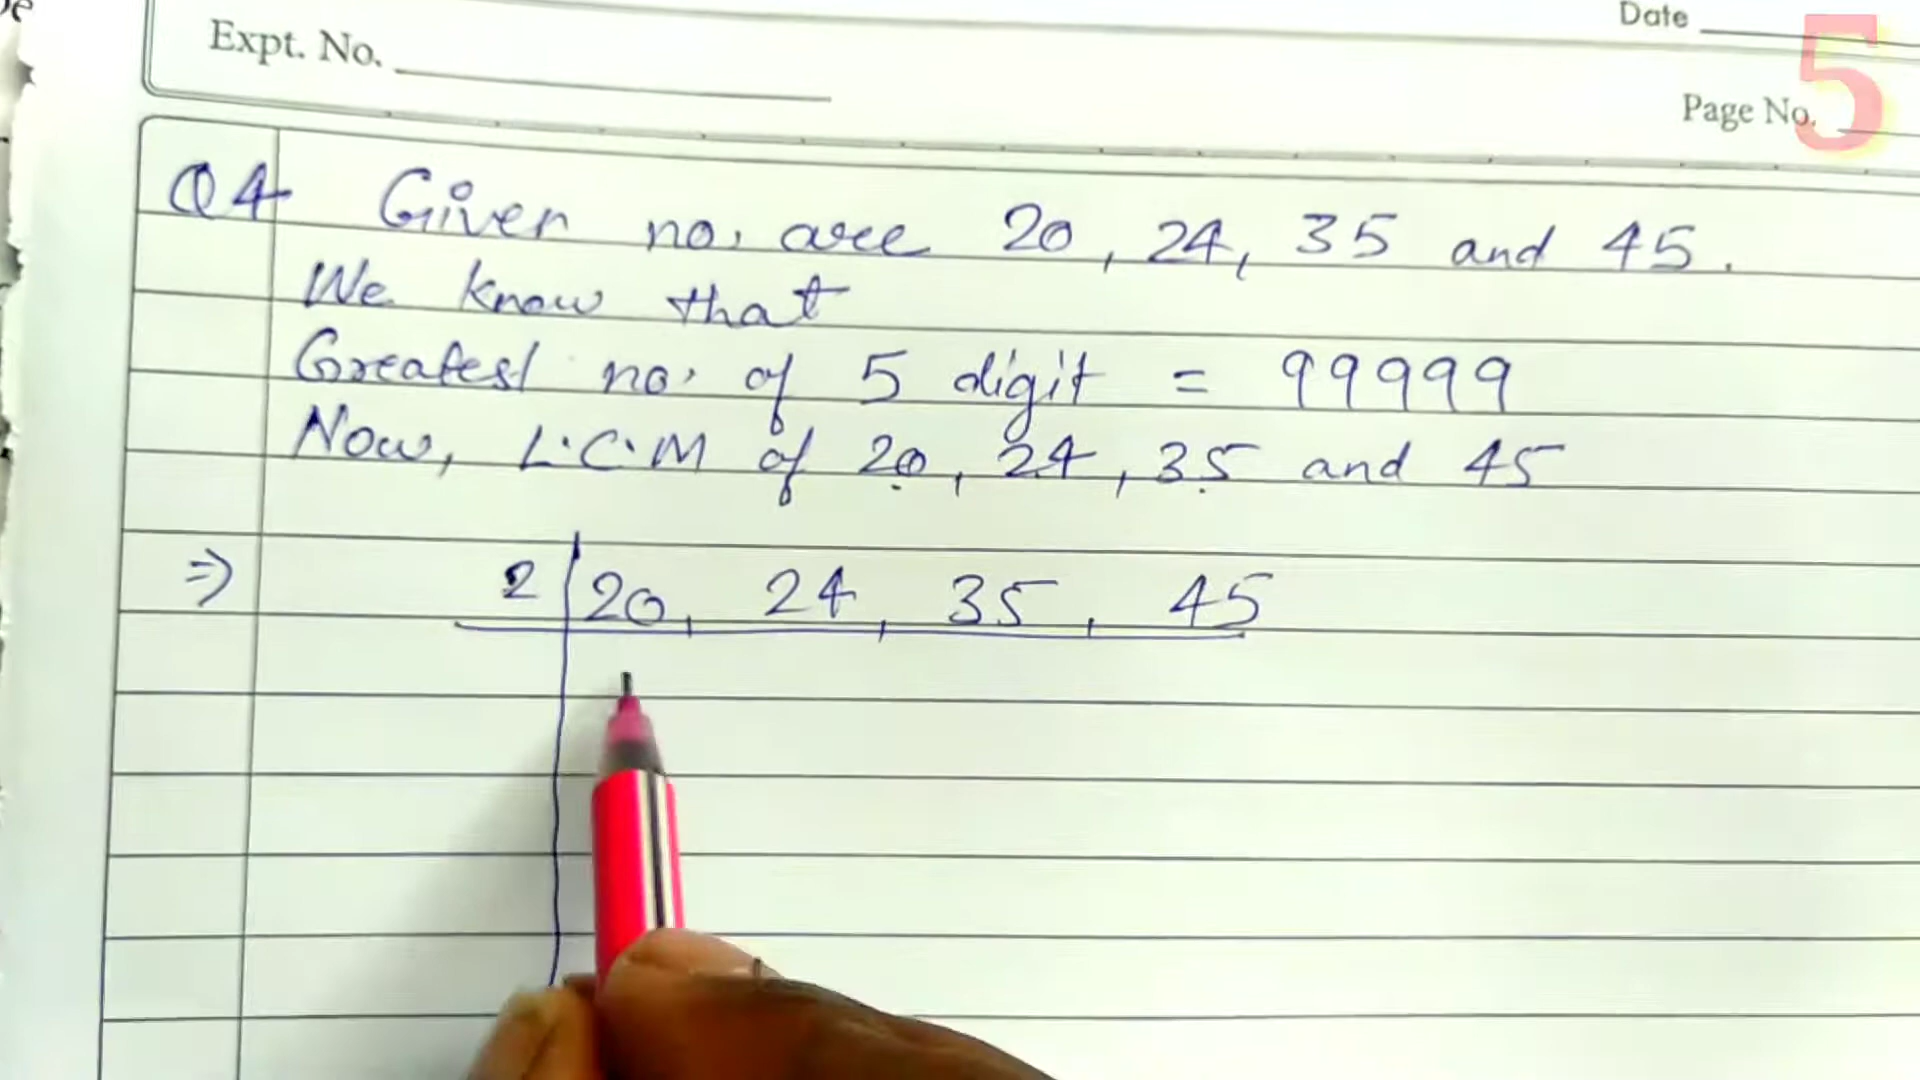 Date
5
Expt. No.
Page No.
Q4 Given no. are 20, 24, 35 and 45.
We know that
Greatest no. of 5 digit = 99999
Now, L.C.M of 20, 24, 35 and 45
⇒ 2 | 20, 24, 35, 45